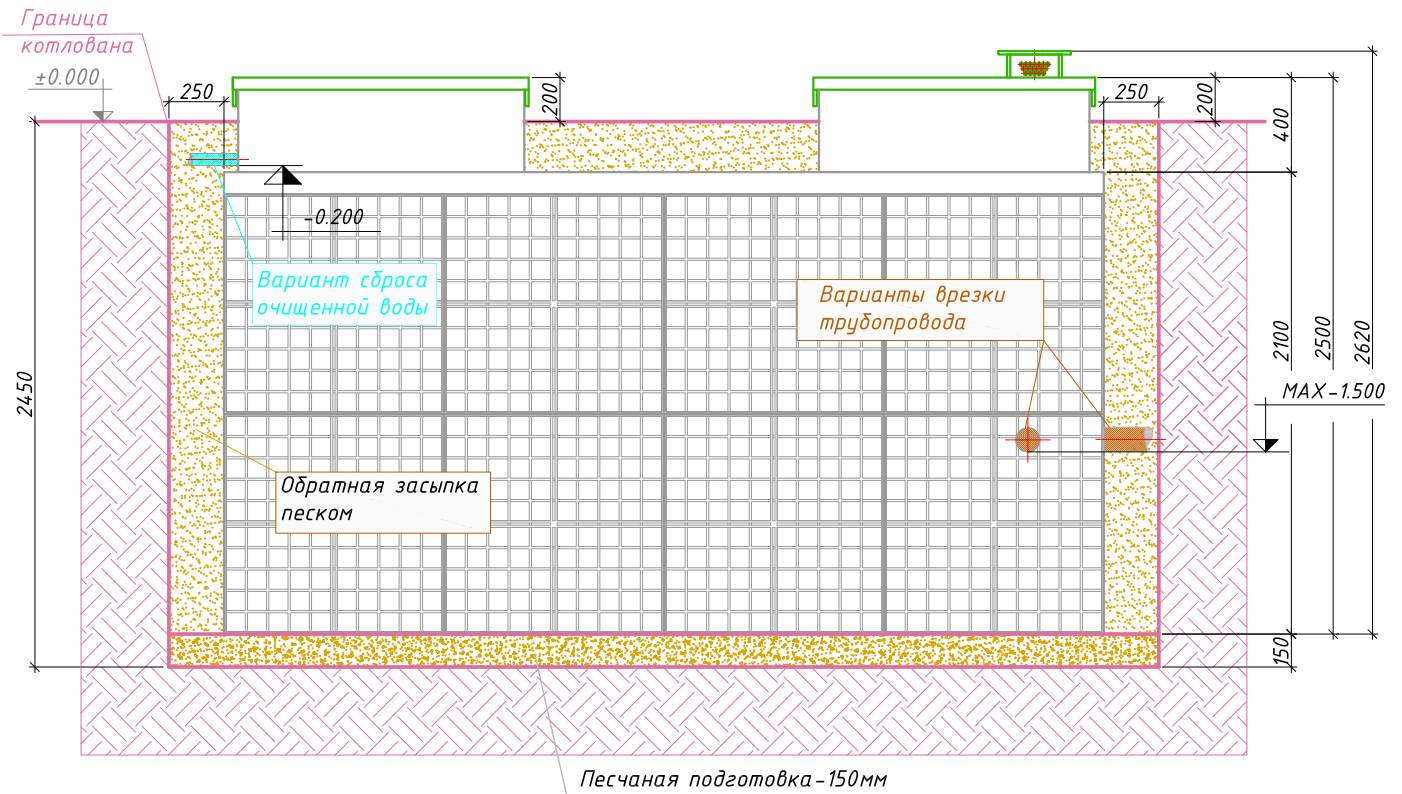 Граница
котлована
±0.000
250
200
250
200
400
-0.200
Вариант сброса
очищенной воды
Варианты врезки
трубопровода
2100
2500
2620
2450
MAX-1.500
Обратная засыпка
песком
150
Песчаная подготовка-150мм